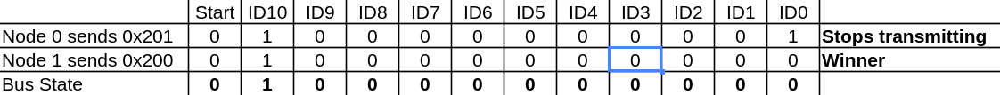 Start ID10 ID9 ID8 ID7 ID6 ID5 ID4 ID3 ID2 ID1 ID0
Node 0 sends 0x201 0 1 0 0 0 0 0 0 0 0 0 1 Stops transmitting
Node 1 sends 0x200 0 1 0 0 0 0 0 0 0 0 0 0 Winner
Bus State 0 1 0 0 0 0 0 0 0 0 0 0